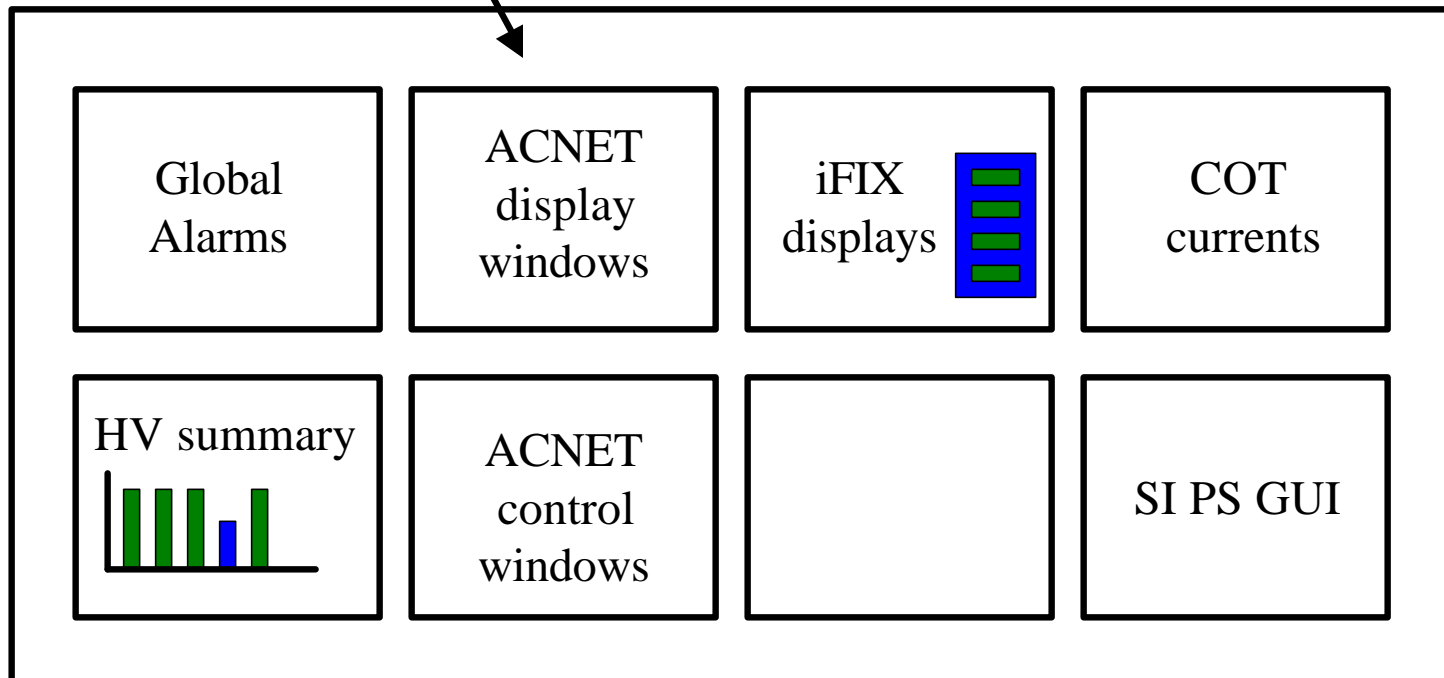 Global
Alarms
ACNET
display
windows
iFIX
displays
COT
currents
HV summary
ACNET
control
windows
SI PS GUI